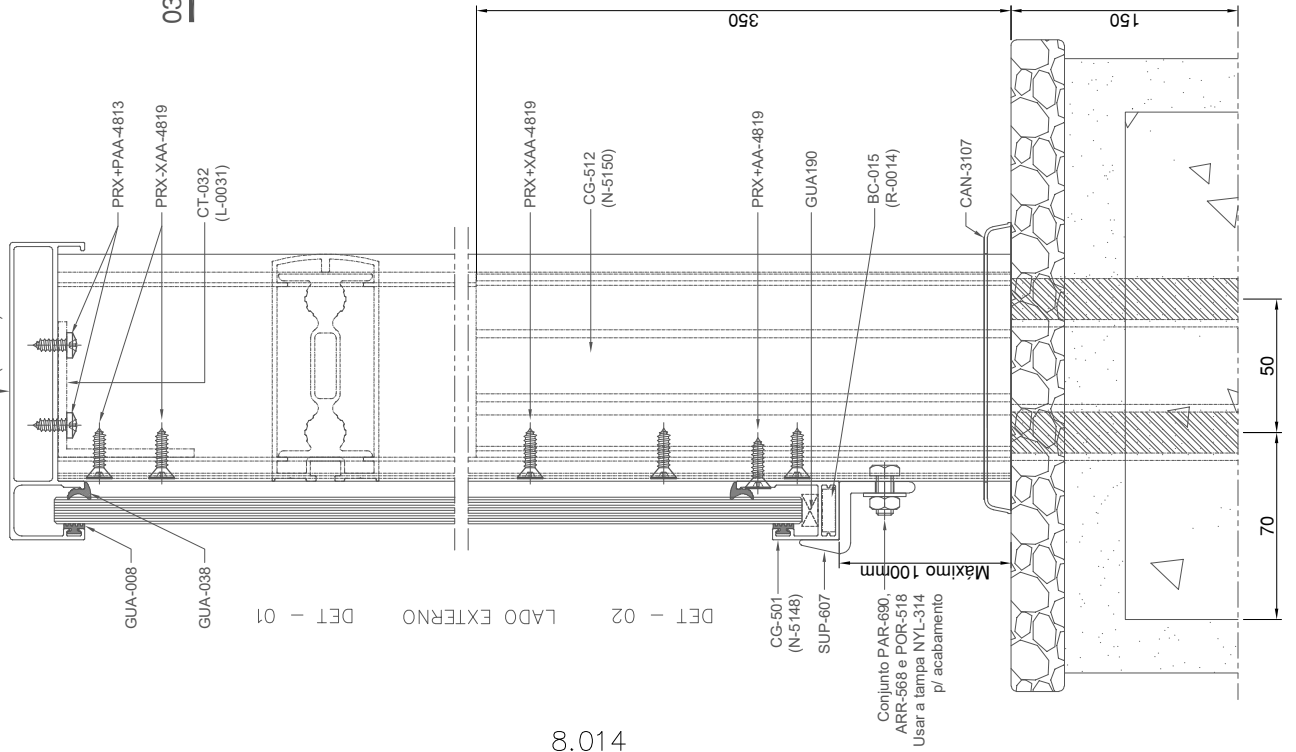 03
350
150
PRX+PAA-4813
PRX-XAA-4819
CT-032
(L-0031)
PRX+XAA-4819
CG-512
(N-5150)
PRX+AA-4819
GUA190
BC-015
(R-0014)
CAN-3107
GUA-008
GUA-038
DET - 01
LADO EXTERNO
DET - 02
CG-501
(N-5148)
SUP-607
Máximo 100mm
Conjunto PAR-690,
ARR-568 e POR-518
Usar a tampa NYL-314
p/ acabamento
50
70
8.014